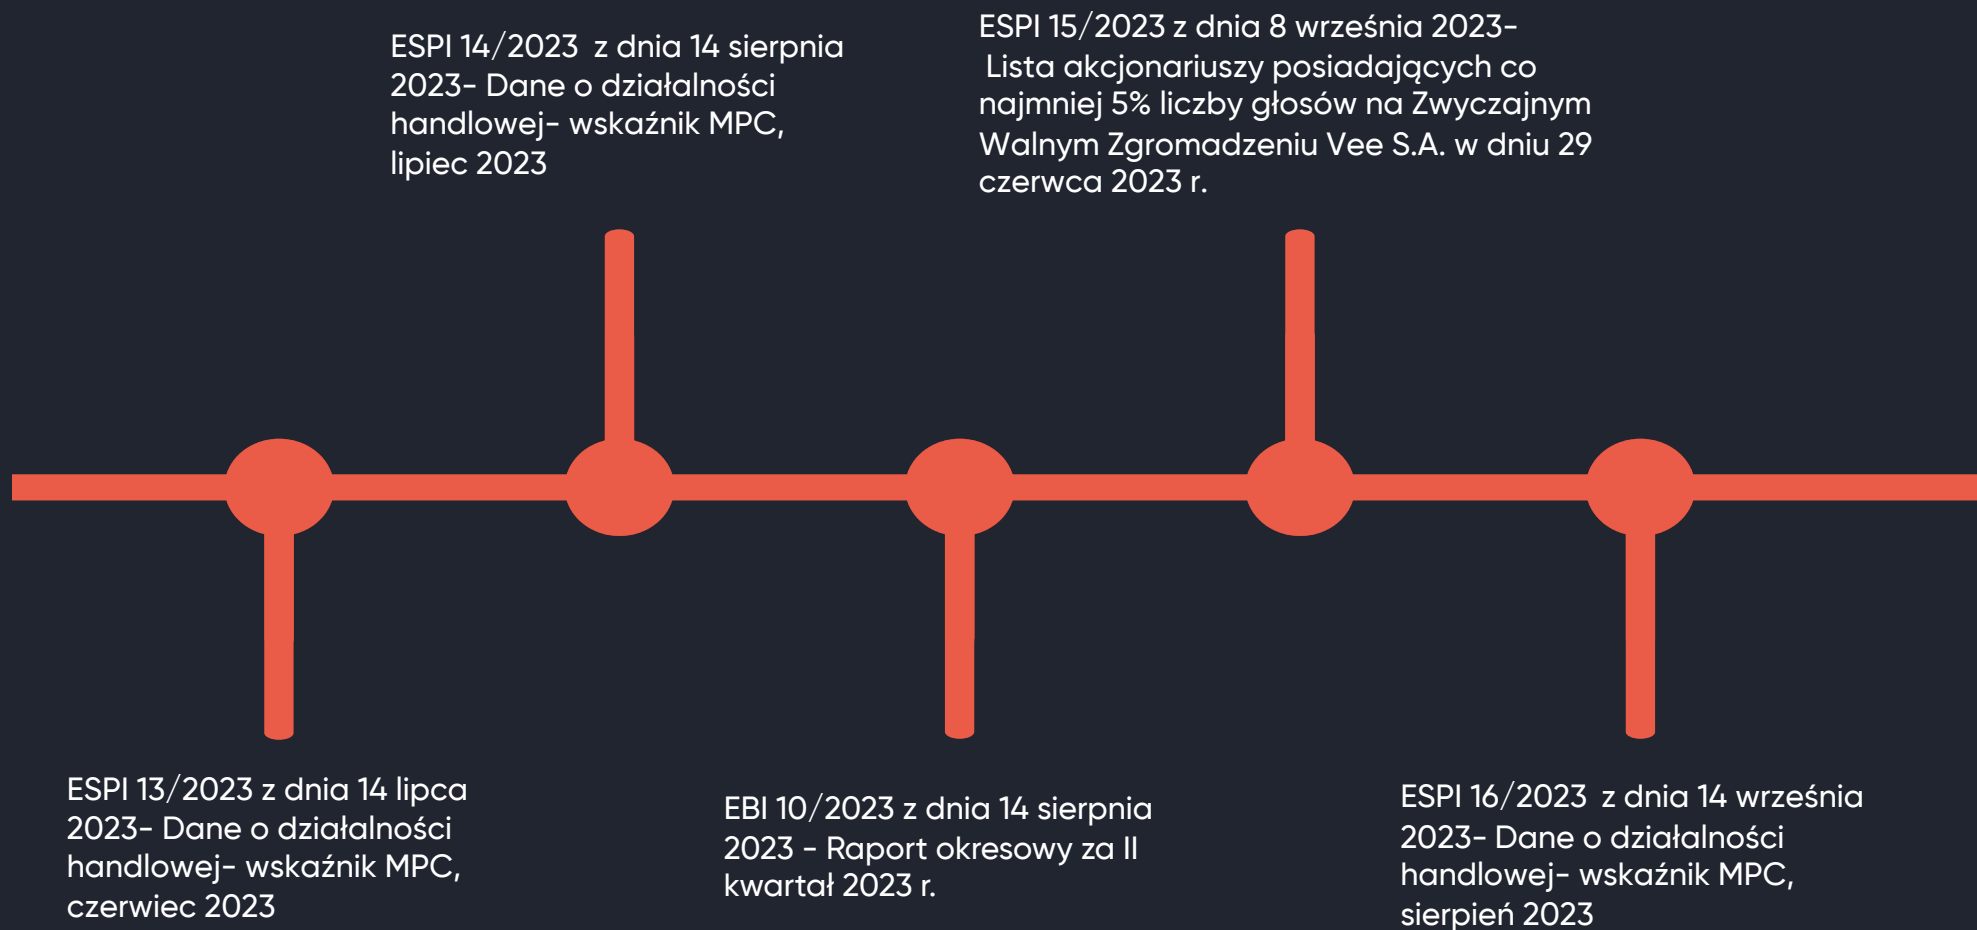 ESPI 14/2023 z dnia 14 sierpnia
2023- Dane o działalności
handlowej- wskaźnik MPC,
lipiec 2023
ESPI 15/2023 z dnia 8 września 2023-
Lista akcjonariuszy posiadających co
najmniej 5% liczby głosów na Zwyczajnym
Walnym Zgromadzeniu Vee S.A. w dniu 29
czerwca 2023 r.
ESPI 13/2023 z dnia 14 lipca
2023- Dane o działalności
handlowej- wskaźnik MPC,
czerwiec 2023
EBI 10/2023 z dnia 14 sierpnia
2023 - Raport okresowy za II
kwartał 2023 r.
ESPI 16/2023 z dnia 14 września
2023- Dane o działalności
handlowej- wskaźnik MPC,
sierpień 2023